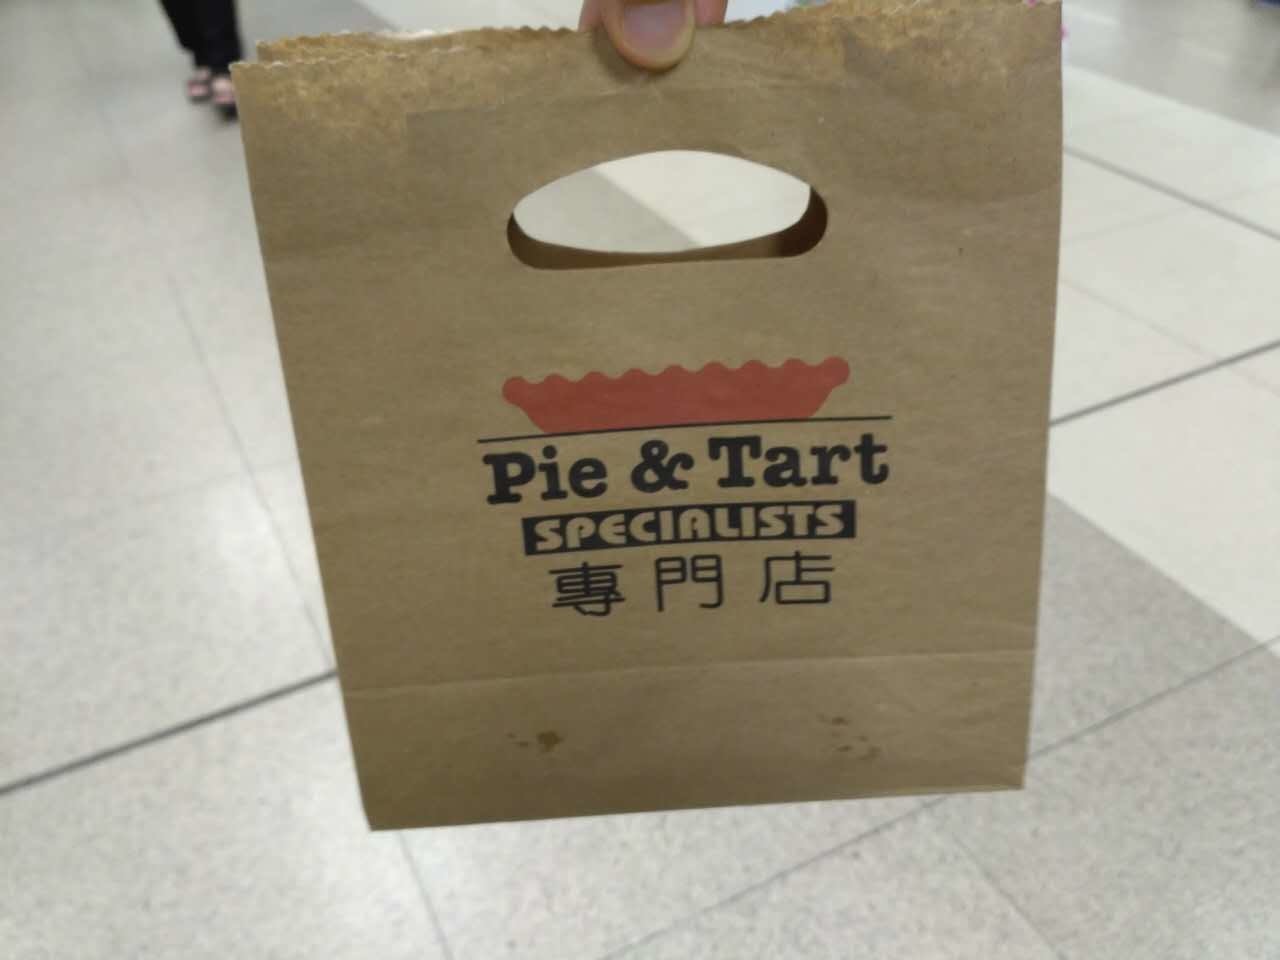 Pie & Tart
SPECIALISTS
專門店